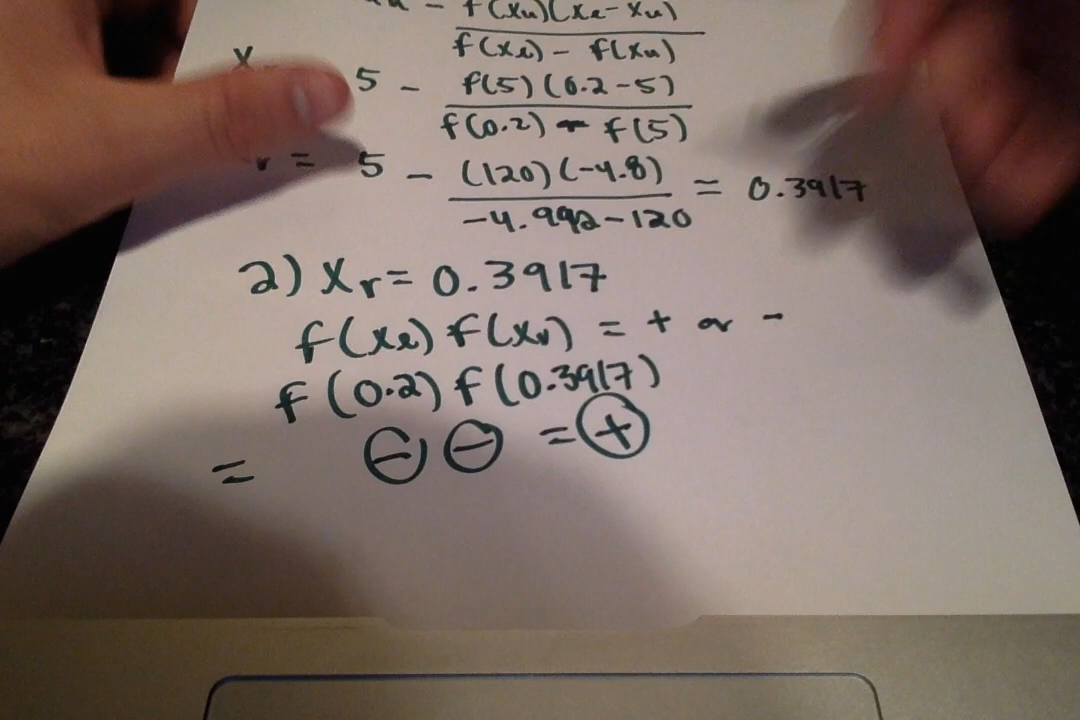 - f(xu)(xl-xu)
f(xl) - f(xu)
x 5 - f(5)(0.2-5)
f(0.2) - f(5)
r = 5 - (120)(-4.8) = 0.3917
-4.992-120
2) xr = 0.3917
f(xl) f(xr) = + or -
f(0.2) f(0.3917)
= ⊖ ⊖ = ⊕